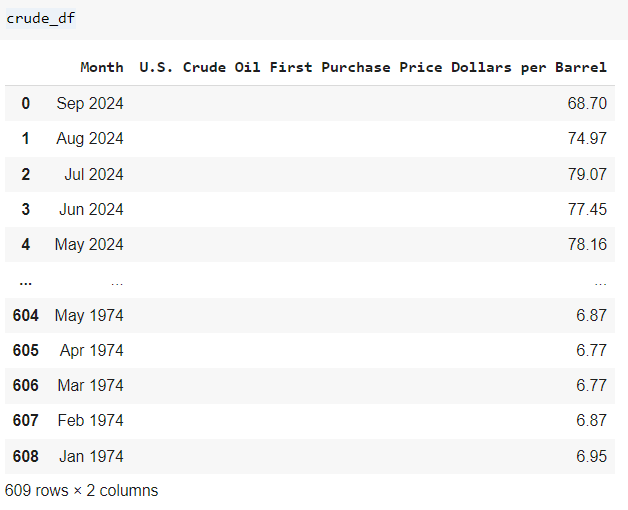 crude_df
Month U.S. Crude Oil First Purchase Price Dollars per Barrel
0 Sep 2024 68.70
1 Aug 2024 74.97
2 Jul 2024 79.07
3 Jun 2024 77.45
4 May 2024 78.16
... ... ...
604 May 1974 6.87
605 Apr 1974 6.77
606 Mar 1974 6.77
607 Feb 1974 6.87
608 Jan 1974 6.95
609 rows × 2 columns